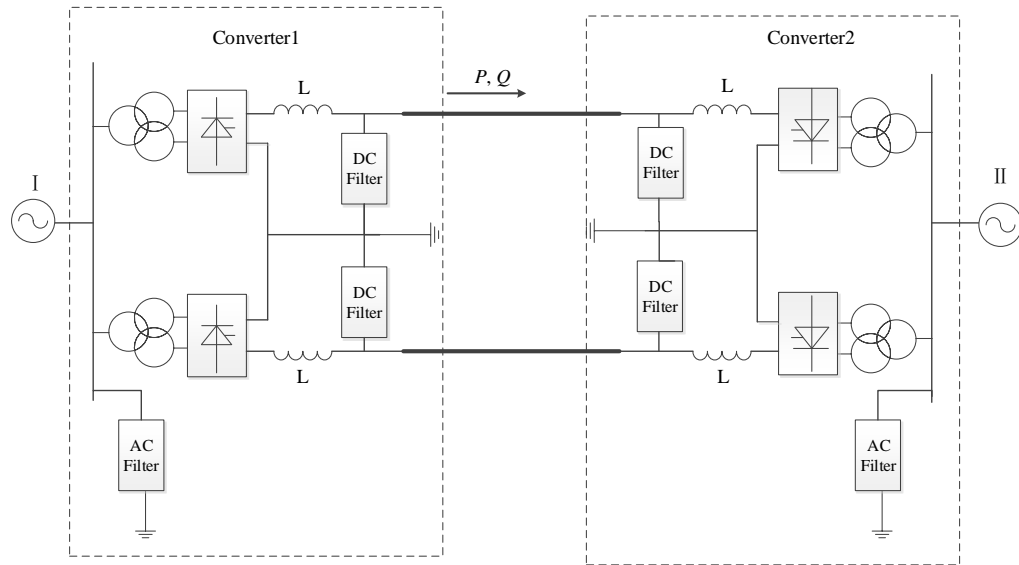 Converter1
Converter2
P, Q
L
L
DC
Filter
DC
Filter
I
II
DC
Filter
DC
Filter
L
L
AC
Filter
AC
Filter